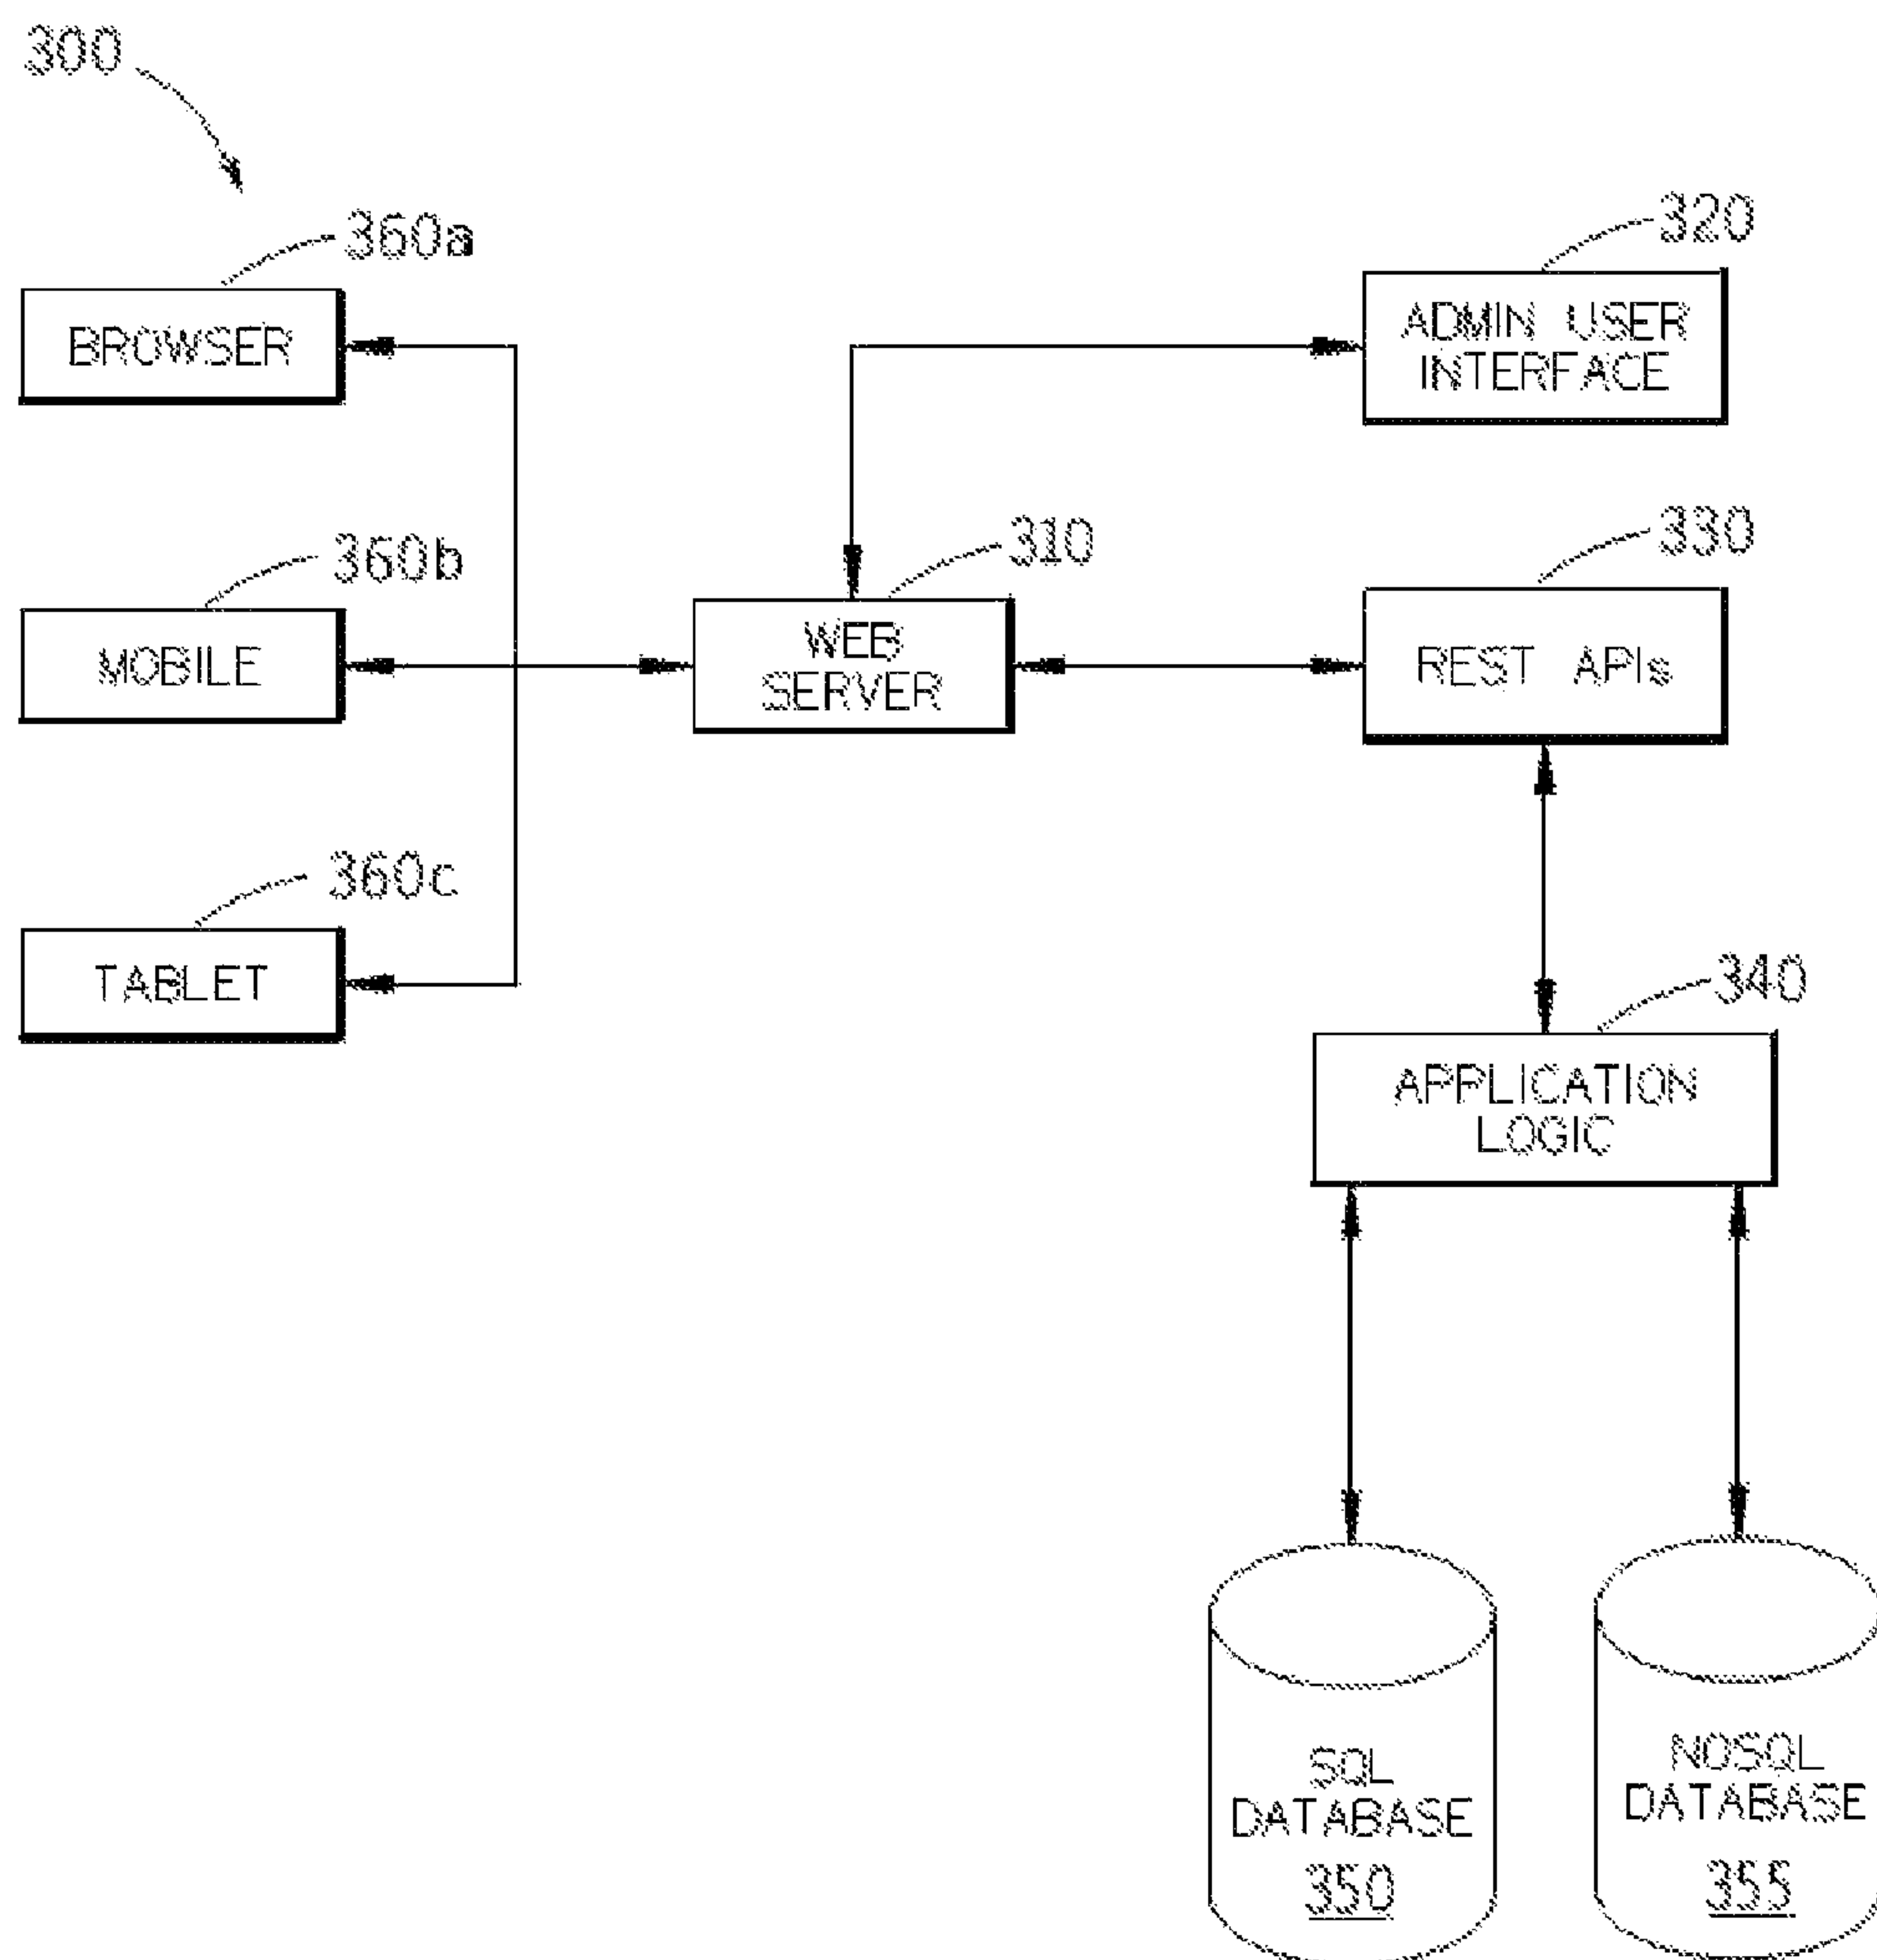 300
360a
BROWSER
320
ADMIN USER
INTERFACE
360b
MOBILE
310
WEB
SERVER
330
REST APIs
360c
TABLET
340
APPLICATION
LOGIC
SQL
DATABASE
350
NOSQL
DATABASE
355